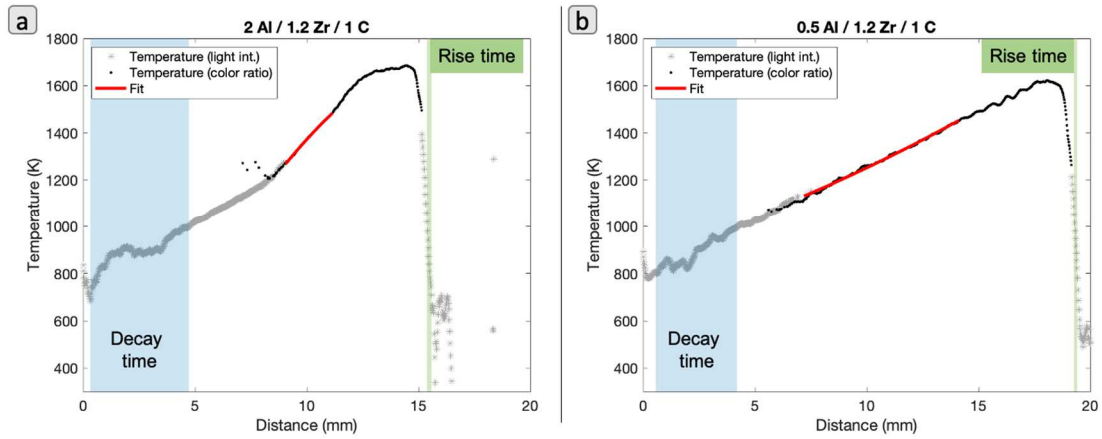 a
2 Al / 1.2 Zr / 1 C
1800
1600
1400
1200
1000
800
600
400
Temperature (K)
Temperature (light int.)
Temperature (color ratio)
Fit
Rise time
Decay
time
0
5
10
15
20
Distance (mm)
b
0.5 Al / 1.2 Zr / 1 C
1800
1600
1400
1200
1000
800
600
400
Temperature (K)
Temperature (light int.)
Temperature (color ratio)
Fit
Rise time
Decay
time
0
5
10
15
20
Distance (mm)